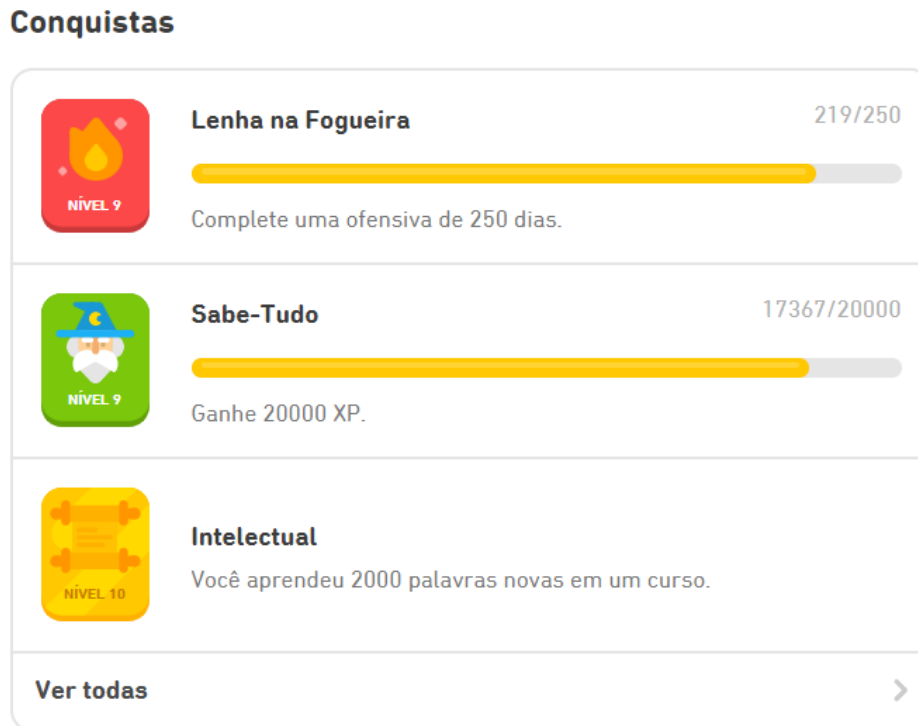 Conquistas
Lenha na Fogueira
219/250
NÍVEL 9
Complete uma ofensiva de 250 dias.
Sabe-Tudo
17367/20000
NÍVEL 9
Ganhe 20000 XP.
Intelectual
Você aprendeu 2000 palavras novas em um curso.
NÍVEL 10
Ver todas